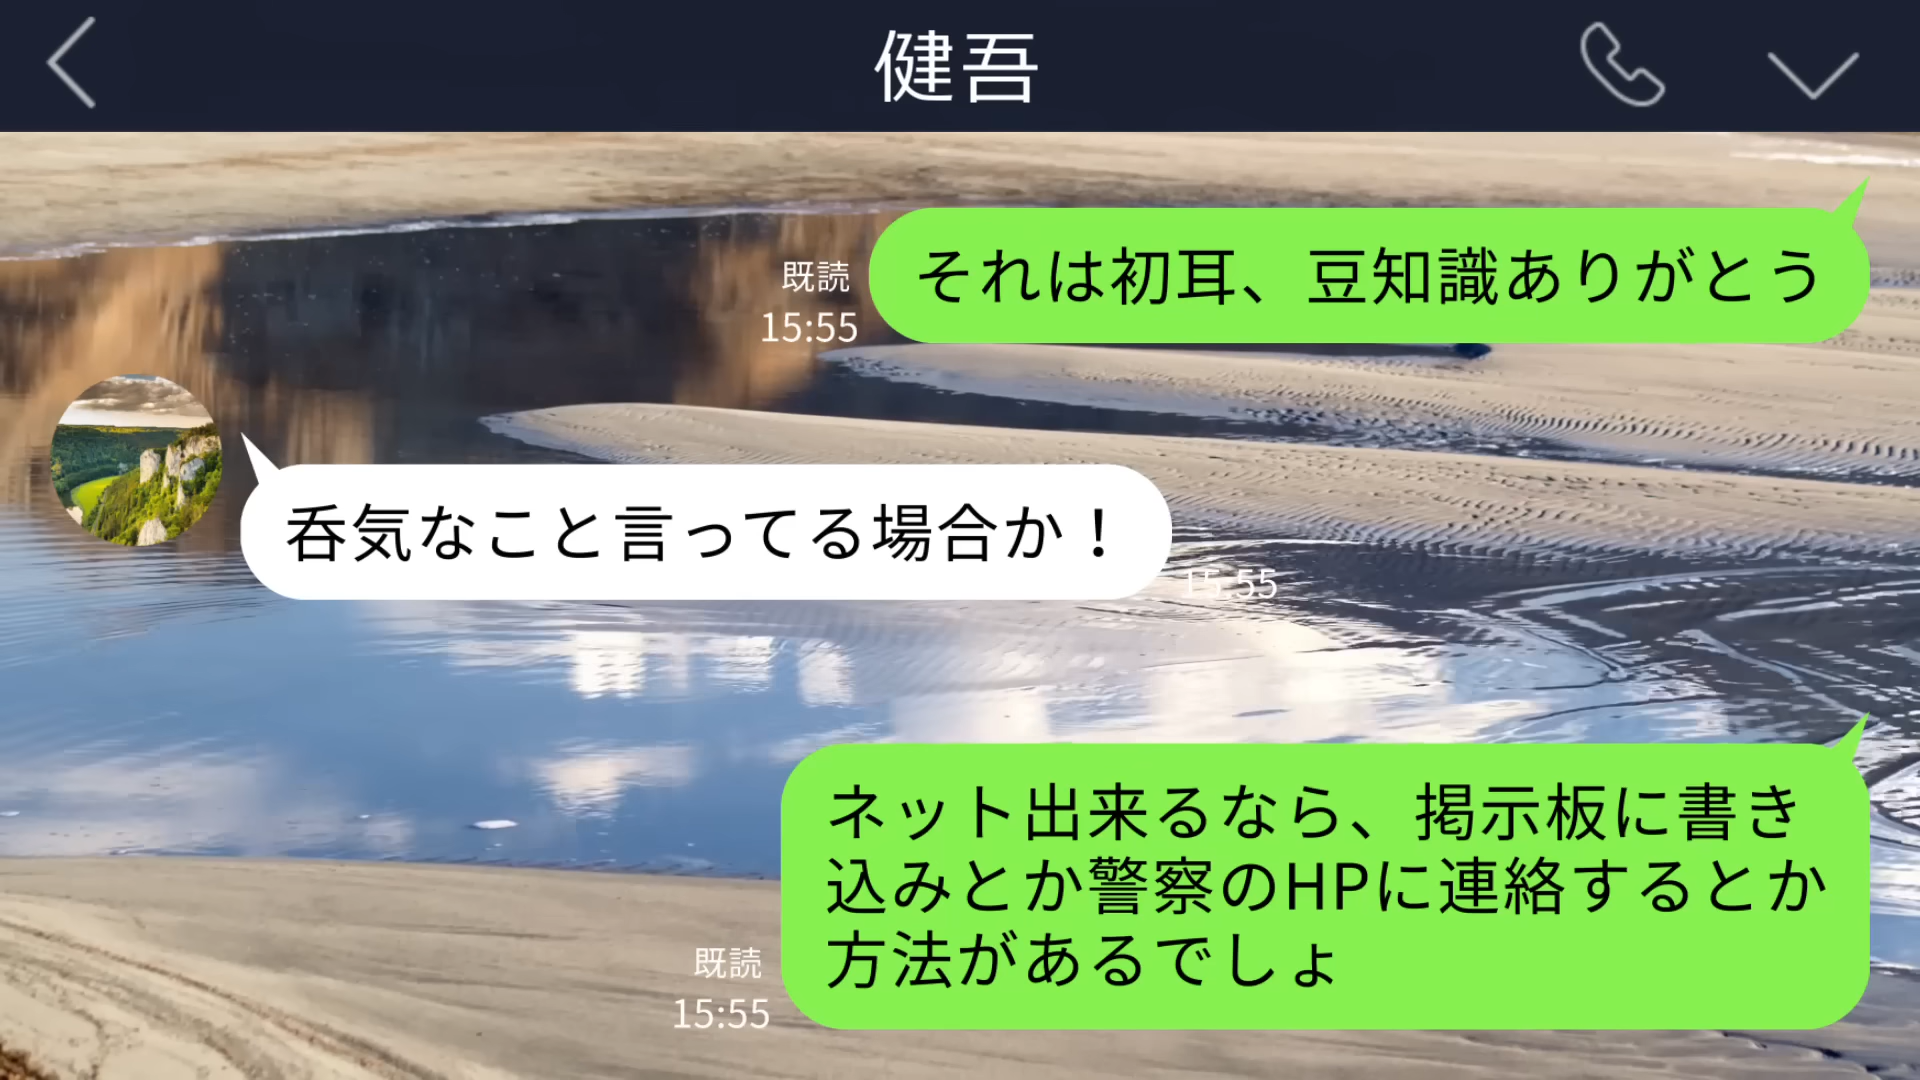 健吾
それは初耳、豆知識ありがとう
既読
15:55
呑気なこと言ってる場合か！
15:55
ネット出来るなら、掲示板に書き
込みとか警察のHPに連絡するとか
方法があるでしょ
既読
15:55